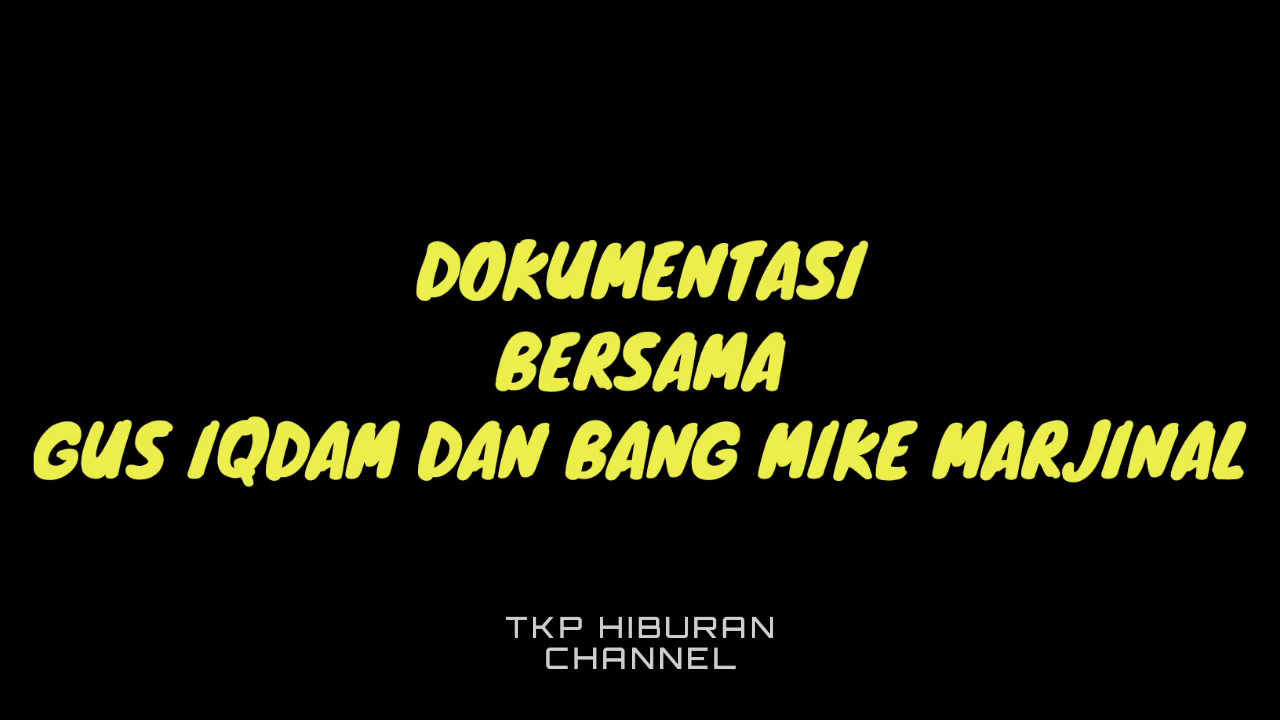 DOKUMENTASI
BERSAMA
GUS IQDAM DAN BANG MIKE MARJINAL
TKP HIBURAN
CHANNEL